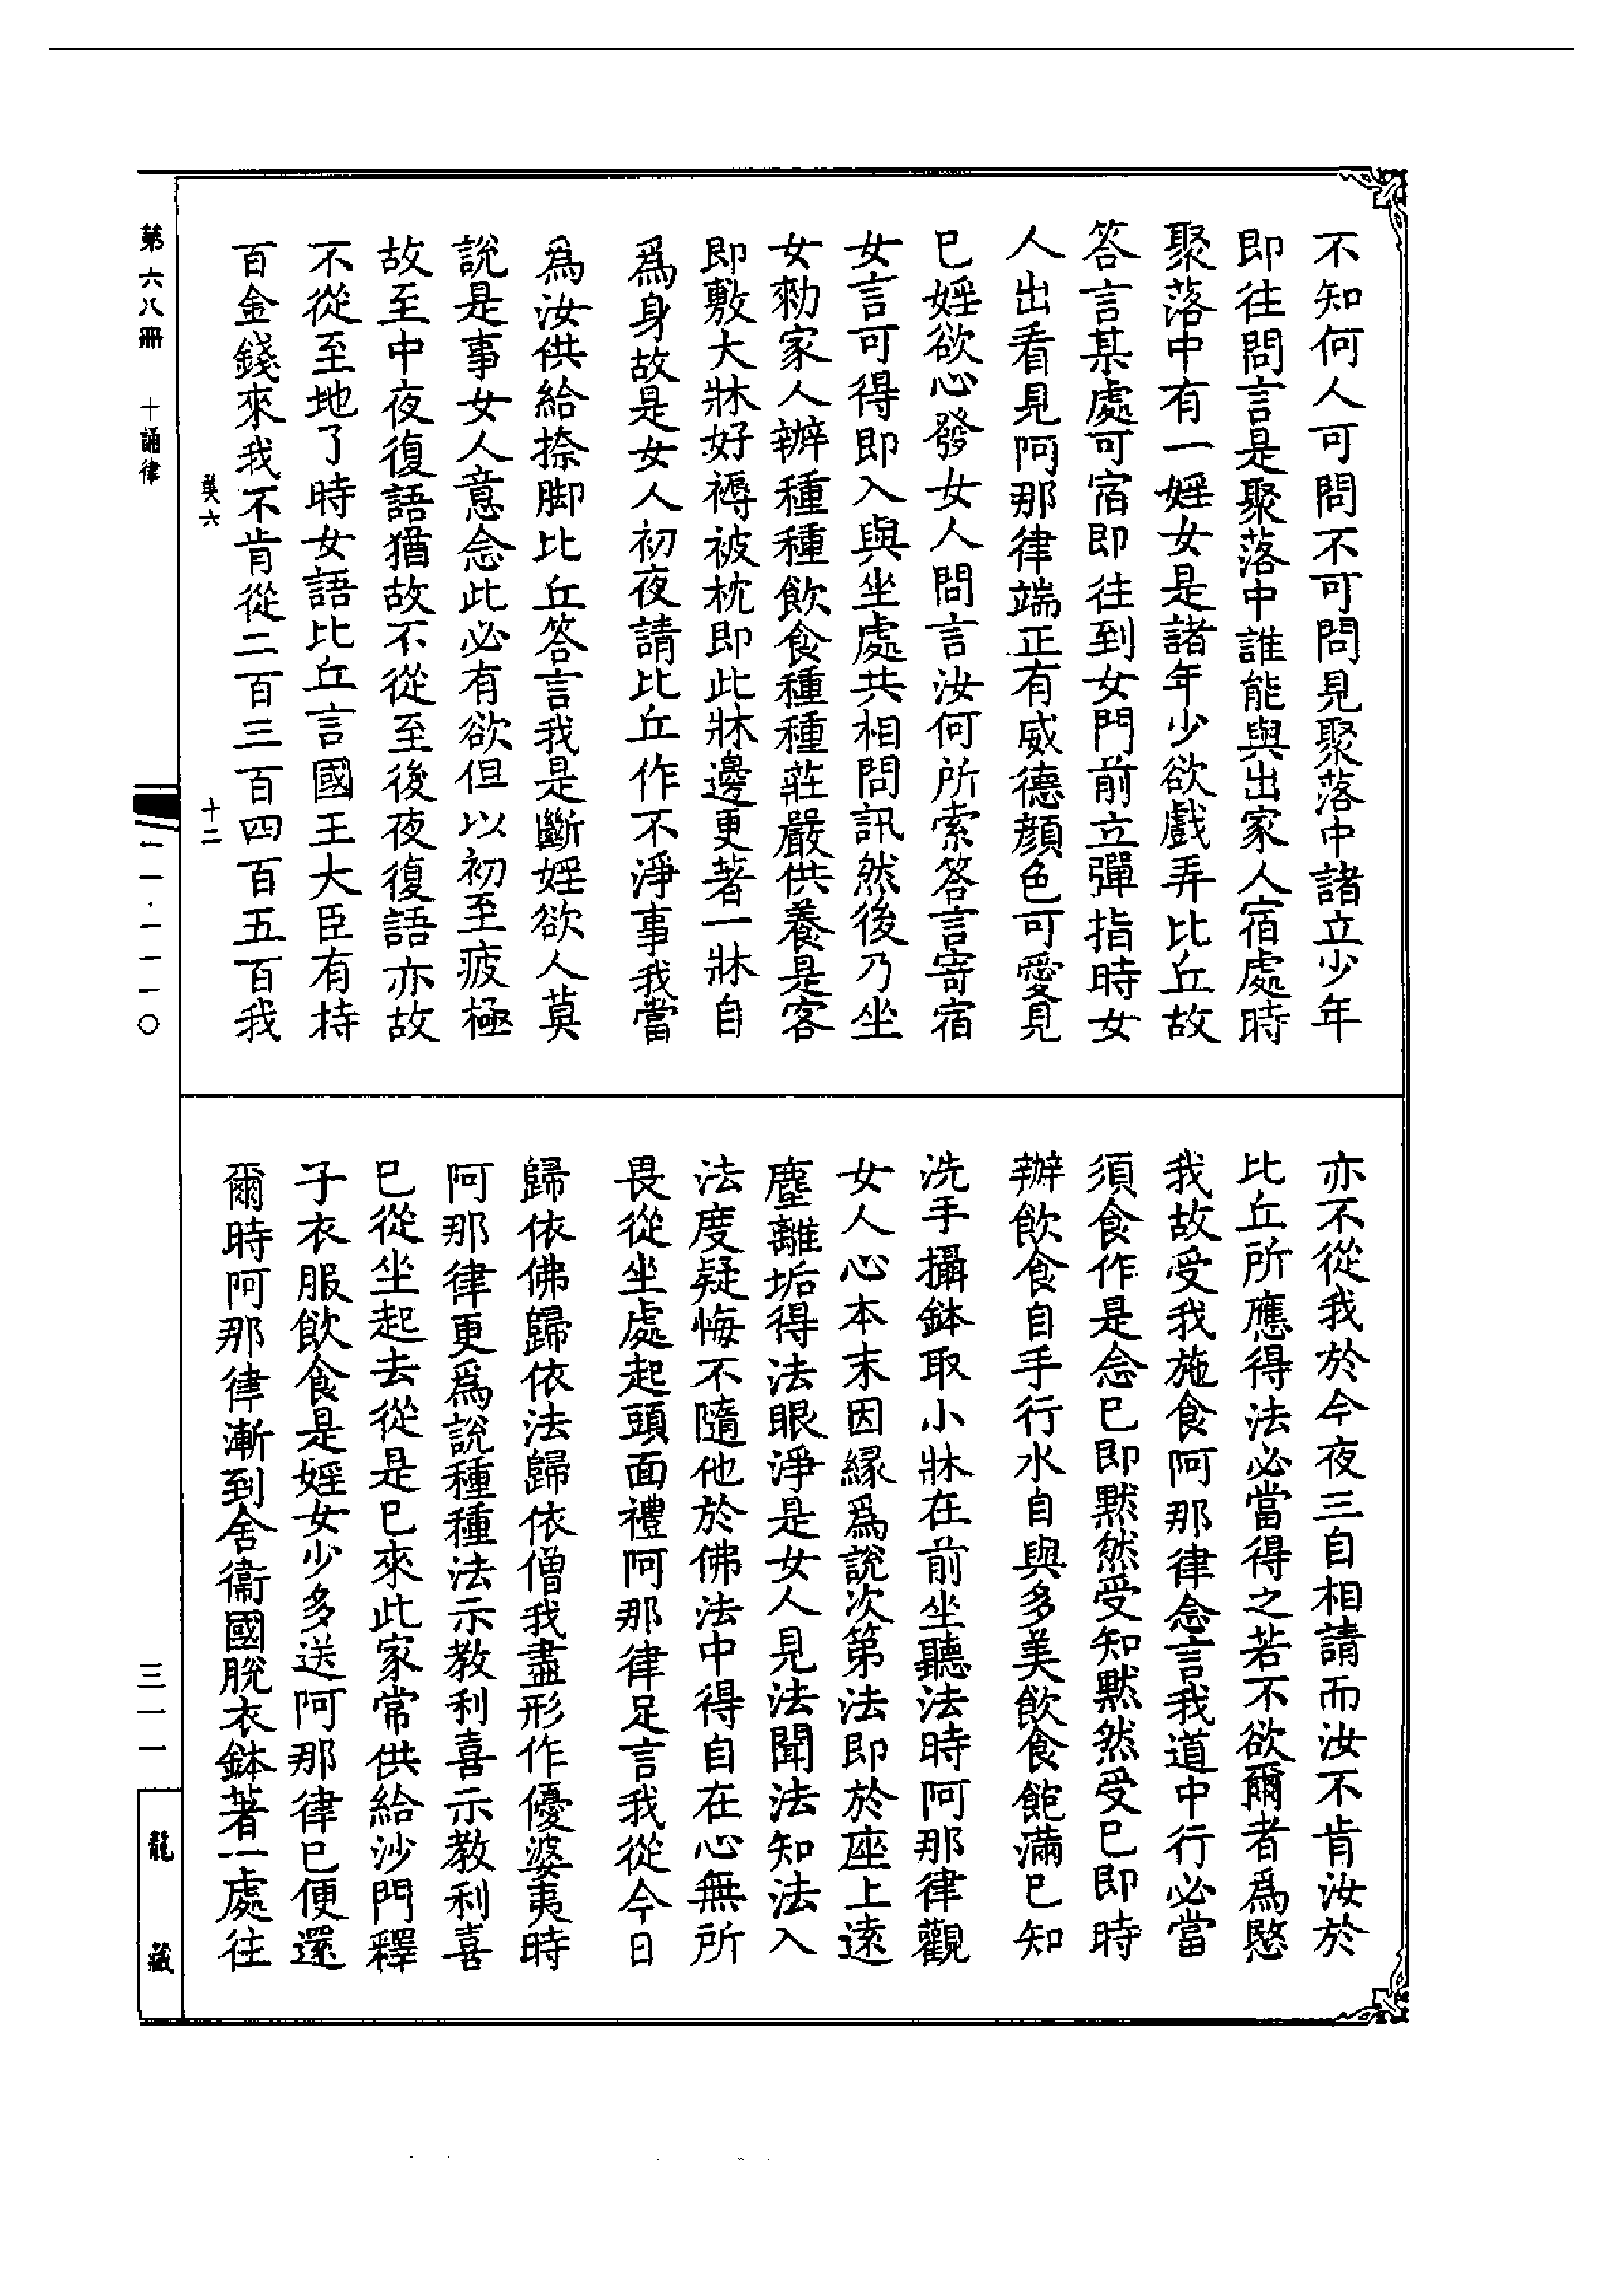 不知何人可問不可問見聚落中諸立少年
即往問言是聚落中誰能與出家人宿處時
聚落中有一婬女是諸年少欲戲弄比丘故
答言某處可宿即往到女門前立彈指時女
人出看見阿那律端正有威德顔色可愛見
已婬欲心發女人問言汝何所索答言寄宿
女言可得即入與坐處共相問訊然後乃坐
女勑家人辦種種飲食種種莊嚴供養是客
即敷大牀好褥被枕即此牀邊更著一牀自
爲身故是女人初夜請比丘作不淨事我當
爲汝供給捺脚比丘答言我是斷婬欲人莫
說是事女人意念此必有欲但以初至疲極
故至中夜復語猶故不從至後夜復語亦故
不從至地了時女語比丘言國王大臣有持
百金錢來我不肯從二百三百四百五百我
亦不從我於今夜三自相請而汝不肯汝於
比丘所應得法必當得之若不欲爾者爲愍
我故受我施食阿那律念言我道中行必當
須食作是念已即黙然受知黙然受已即時
辦飲食自手行水自與多美飲食飽滿已知
洗手攝鉢取小牀在前坐聽法時阿那律觀
女人心本末因緣爲說次第法即於座上遠
塵離垢得法眼淨是女人見法聞法知法入
法度疑悔不隨他於佛法中得自在心無所
畏從坐處起頭面禮阿那律足言我從今日
歸依佛歸依法歸依僧我盡形作優婆夷時
阿那律更爲說種種法示教利喜示教利喜
已從坐起去從是已來此家常供給沙門釋
子衣服飲食是婬女少多送阿那律已便還
爾時阿那律漸到舍衞國脫衣鉢著一處往
第六八冊　十誦律
二一·一一一〇
三一一
龍藏
十二